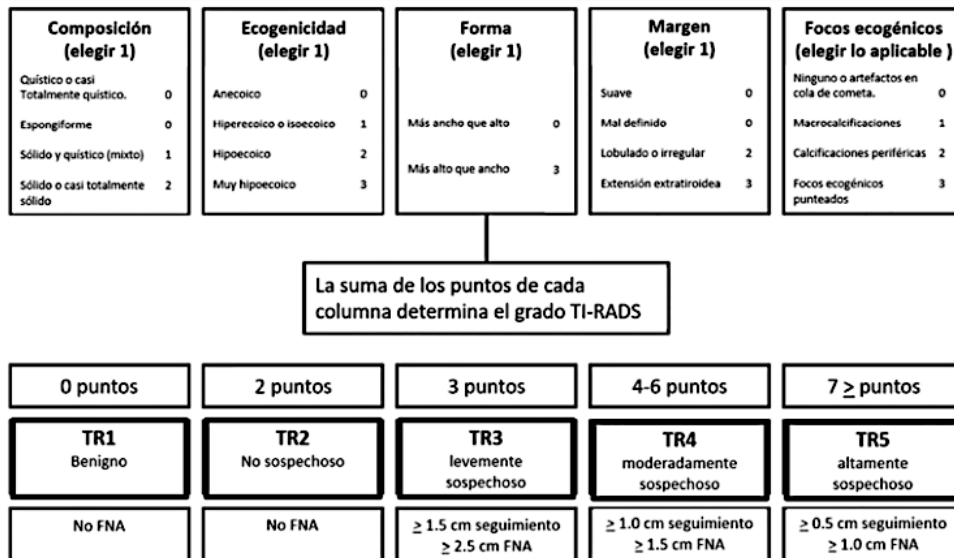 Composición
(elegir 1)
Quístico o casi
Totalmente quístico. 0
Espongiforme 0
Sólido y quístico (mixto) 1
Sólido o casi totalmente 2
sólido
Ecogenicidad
(elegir 1)
Anecoico 0
Hiperecoico o isoecoico 1
Hipoecoico 2
Muy hipoecoico 3
Forma
(elegir 1)
Más ancho que alto 0
Más alto que ancho 3
Margen
(elegir 1)
Suave 0
Mal definido 0
Lobulado o irregular 2
Extensión extratiroidea 3
Focos ecogénicos
(elegir lo aplicable )
Ninguno o artefactos en
cola de cometa. 0
Macrocalcificaciones 1
Calcificaciones periféricas 2
Focos ecogénicos 3
punteados
La suma de los puntos de cada
columna determina el grado TI-RADS
0 puntos
2 puntos
3 puntos
4-6 puntos
7 ≥ puntos
TR1
Benigno
TR2
No sospechoso
TR3
levemente
sospechoso
TR4
moderadamente
sospechoso
TR5
altamente
sospechoso
No FNA
No FNA
≥ 1.5 cm seguimiento
≥ 2.5 cm FNA
≥ 1.0 cm seguimiento
≥ 1.5 cm FNA
≥ 0.5 cm seguimiento
≥ 1.0 cm FNA